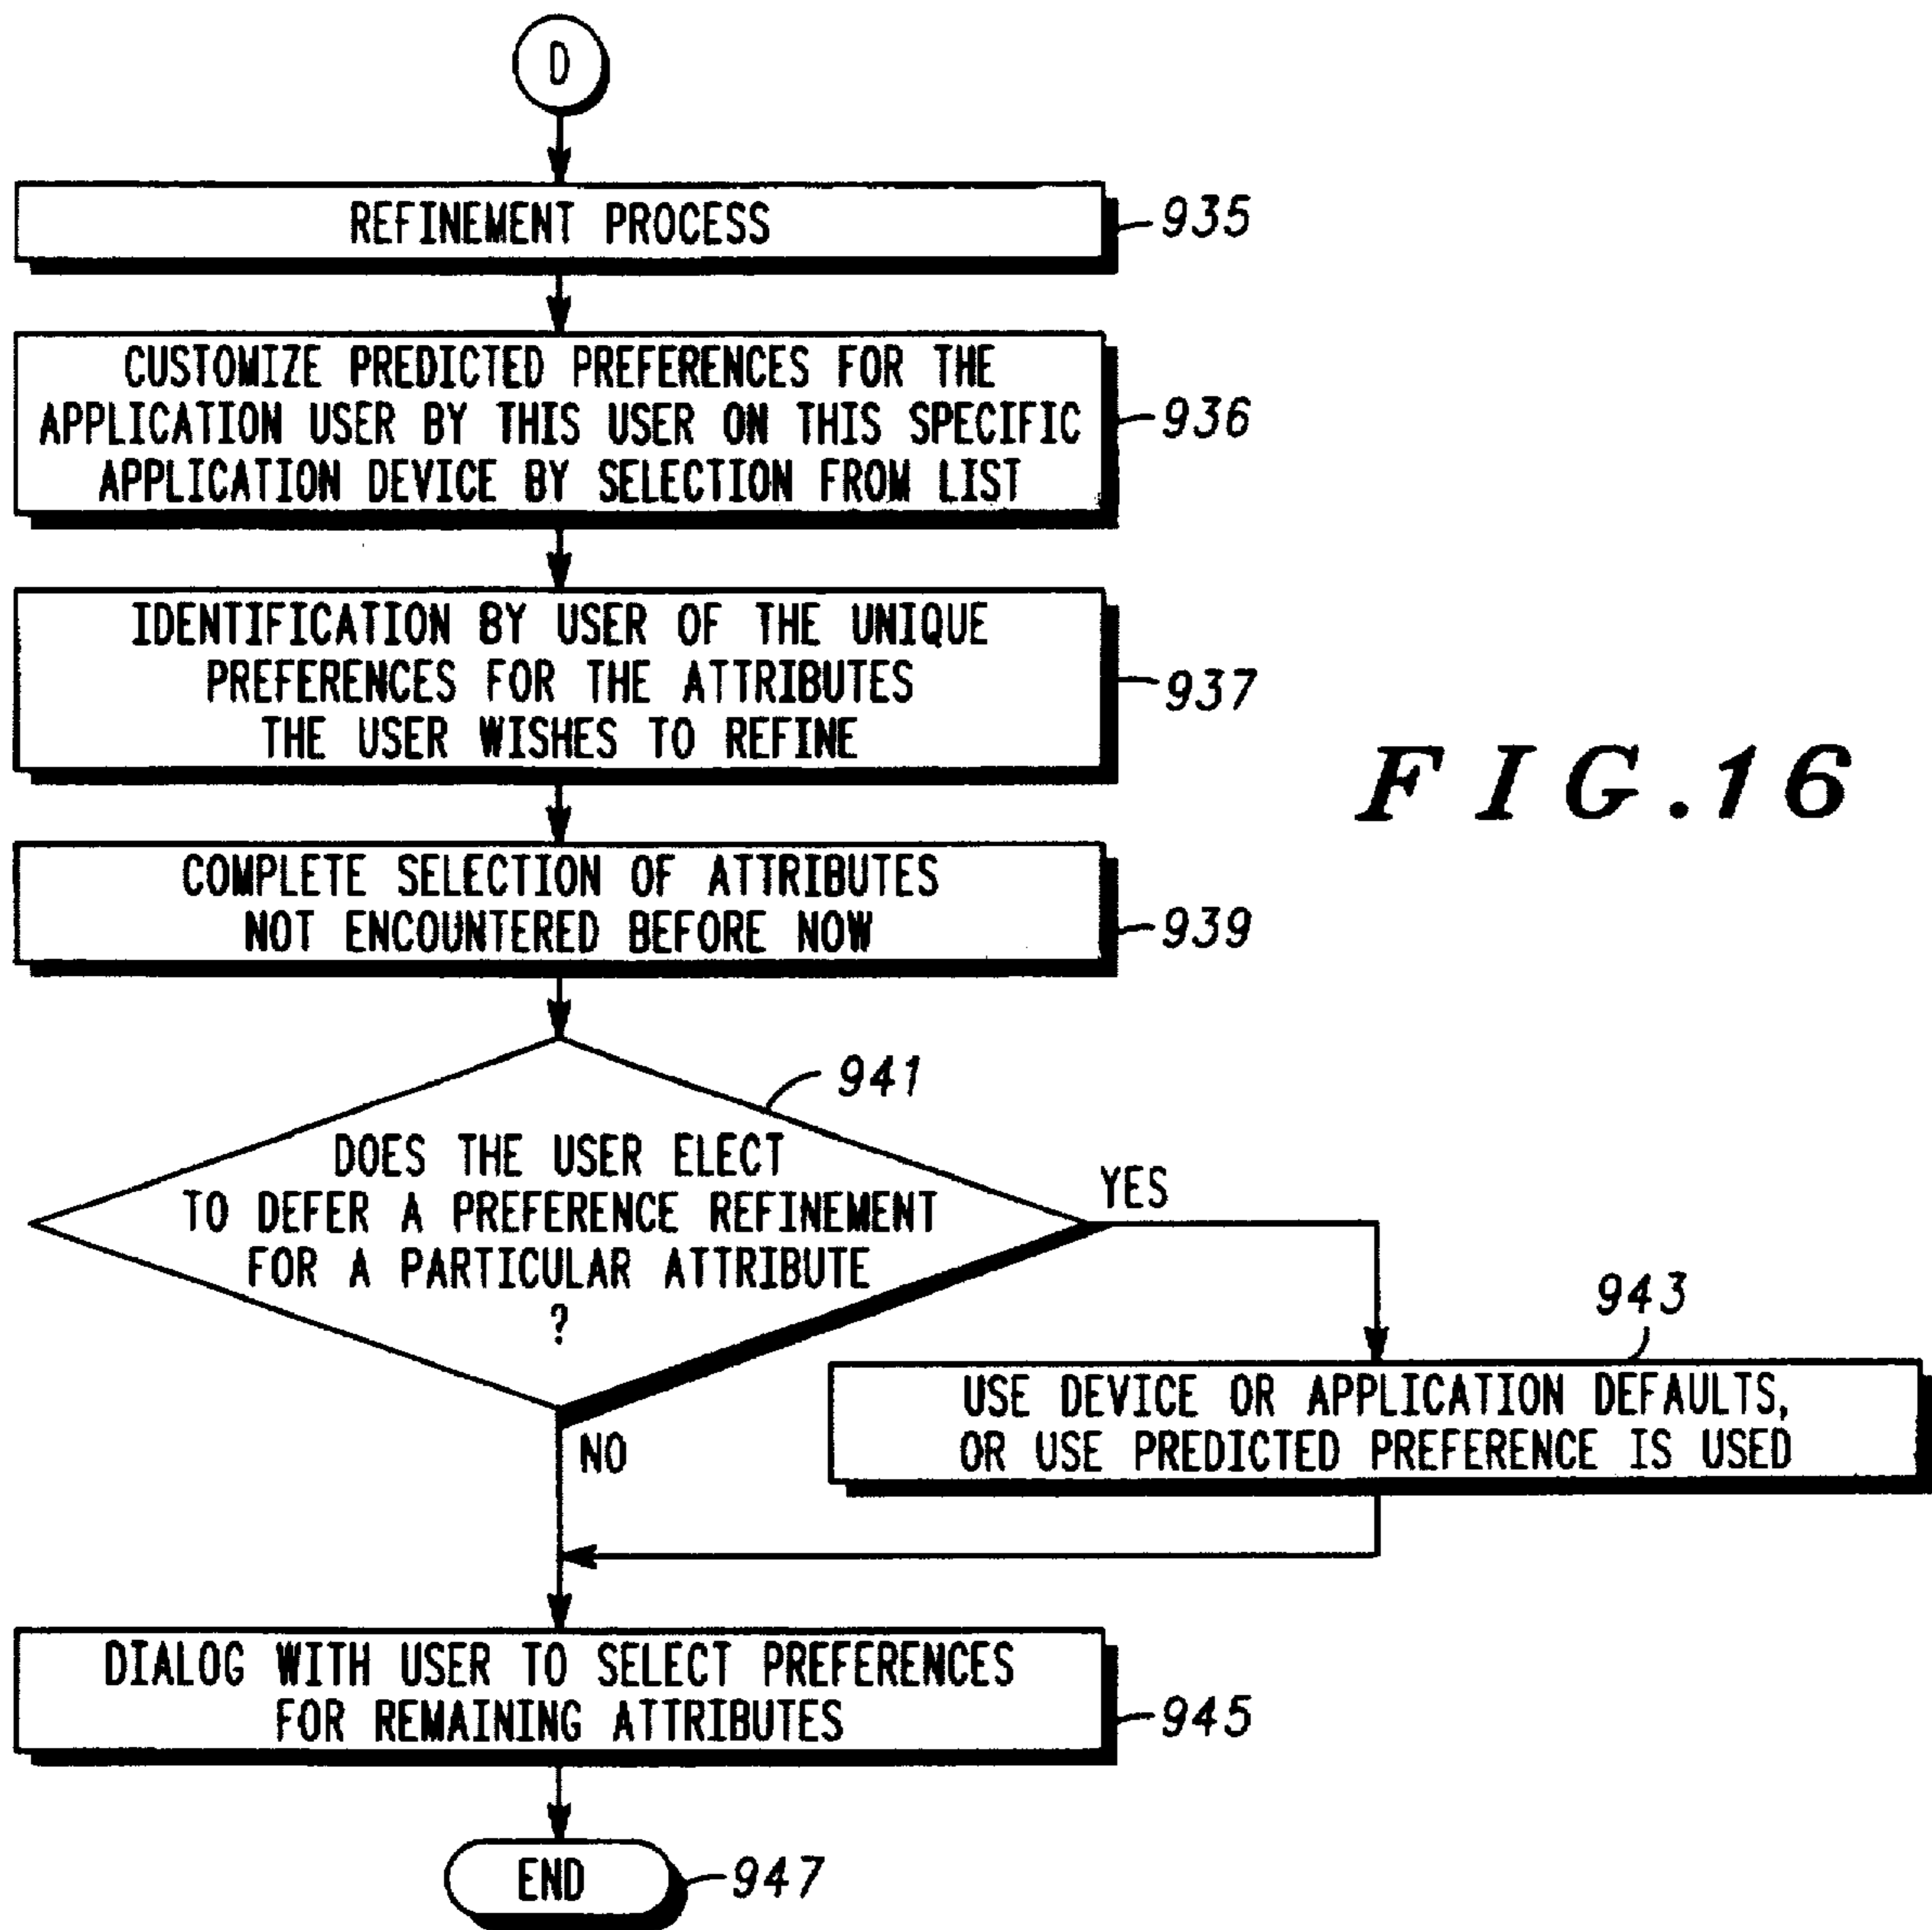 D
REFINEMENT PROCESS
935
CUSTOMIZE PREDICTED PREFERENCES FOR THE
APPLICATION USER BY THIS USER ON THIS SPECIFIC
APPLICATION DEVICE BY SELECTION FROM LIST
936
IDENTIFICATION BY USER OF THE UNIQUE
PREFERENCES FOR THE ATTRIBUTES
THE USER WISHES TO REFINE
937
FIG.16
COMPLETE SELECTION OF ATTRIBUTES
NOT ENCOUNTERED BEFORE NOW
939
941
DOES THE USER ELECT
TO DEFER A PREFERENCE REFINEMENT
FOR A PARTICULAR ATTRIBUTE
?
YES
NO
943
USE DEVICE OR APPLICATION DEFAULTS,
OR USE PREDICTED PREFERENCE IS USED
DIALOG WITH USER TO SELECT PREFERENCES
FOR REMAINING ATTRIBUTES
945
END
947